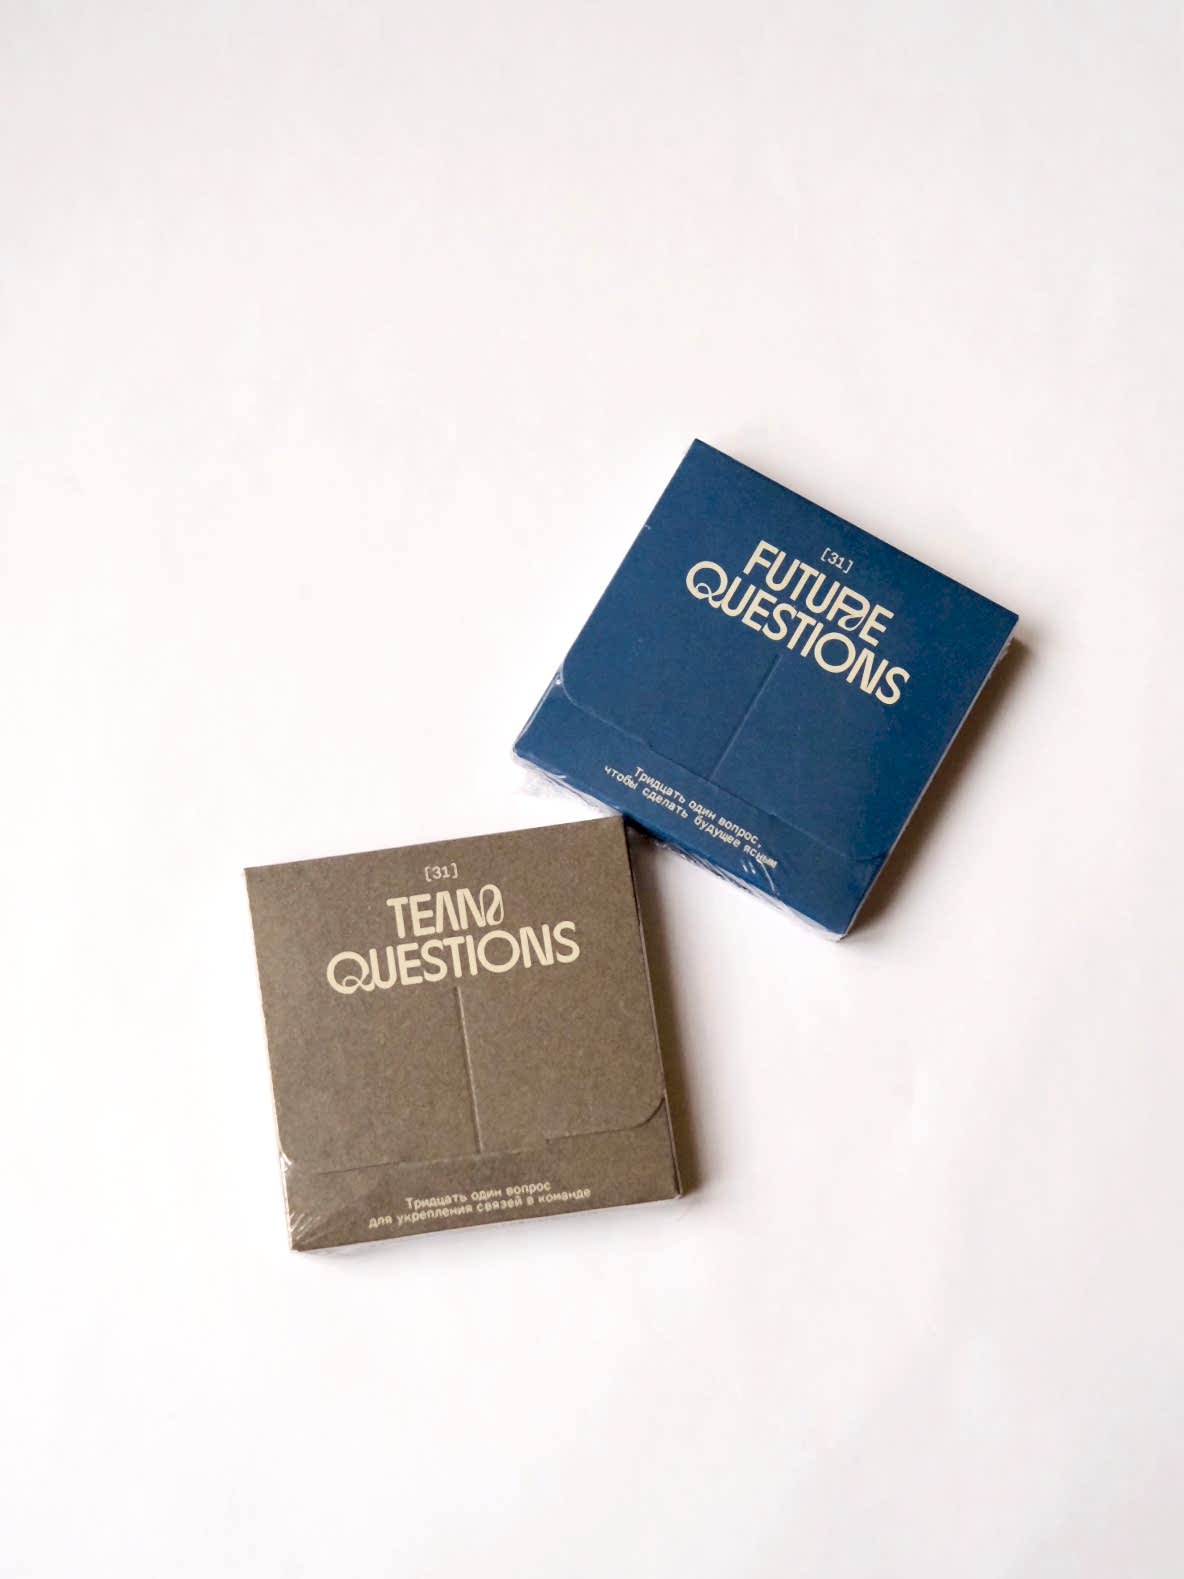 [31]
FUTURE
QUESTIONS
Тридцать один вопрос,
чтобы сделать будущее ясным
[31]
TEAM
QUESTIONS
Тридцать один вопрос
для укрепления связей в команде